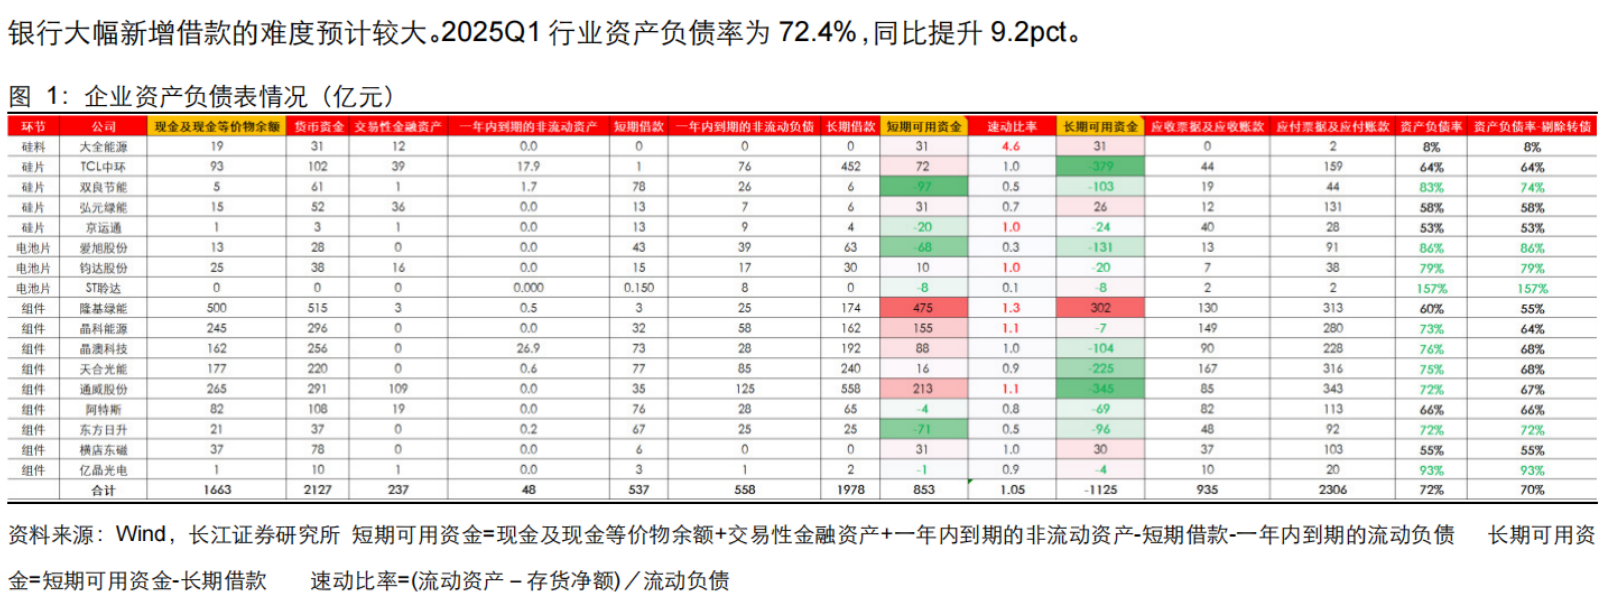 银行大幅新增借款的难度预计较大。2025Q1 行业资产负债率为 72.4%,同比提升 9.2pct。
图 1：企业资产负债表情况（亿元）
环节 公司 现金及现金等价物余额 货币资金 交易性金融资产 一年内到期的非流动资产 短期借款 一年内到期的非流动负债 长期借款 短期可用资金 速动比率 长期可用资金 应收票据及应收账款 应付票据及应付账款 资产负债率 资产负债率-剔除转债
硅料 大全能源 19 31 12 0.0 0 0 0 31 4.6 31 0 2 8% 8%
硅片 TCL中环 93 102 39 17.9 1 76 452 72 1.0 -379 44 159 64% 64%
硅片 双良节能 5 61 1 1.7 78 26 6 -97 0.5 -103 19 44 83% 74%
硅片 弘元绿能 15 52 36 0.0 13 7 6 31 0.7 26 12 131 58% 58%
硅片 京运通 1 3 1 0.0 13 9 4 -20 1.0 -24 40 28 53% 53%
电池片 爱旭股份 13 28 0 0.0 43 39 63 -68 0.3 -131 13 91 86% 86%
电池片 钧达股份 25 38 16 0.0 15 17 30 10 1.0 -20 7 38 79% 79%
电池片 ST聆达 0 0 0 0.000 0.150 8 0 -8 0.1 -8 2 2 157% 157%
组件 隆基绿能 500 515 3 0.5 3 25 174 475 1.3 302 130 313 60% 55%
组件 晶科能源 245 296 0 0.0 32 58 162 155 1.1 -7 149 280 73% 64%
组件 晶澳科技 162 256 0 26.9 73 28 192 88 1.0 -104 90 228 76% 68%
组件 天合光能 177 220 0 0.6 77 85 240 16 0.9 -225 167 316 75% 68%
组件 通威股份 265 291 109 0.0 35 125 558 213 1.1 -345 85 343 72% 67%
组件 阿特斯 82 108 19 0.0 76 28 65 -4 0.8 -69 82 113 66% 66%
组件 东方日升 21 37 0 0.2 67 25 25 -71 0.5 -96 48 92 72% 72%
组件 横店东磁 37 78 0 0.0 6 0 0 31 1.0 30 37 103 55% 55%
组件 亿晶光电 1 10 1 0.0 3 1 2 -1 0.9 -4 10 20 93% 93%
合计 1663 2127 237 48 537 558 1978 853 1.05 -1125 935 2306 72% 70%
资料来源：Wind，长江证券研究所 短期可用资金=现金及现金等价物余额+交易性金融资产+一年内到期的非流动资产-短期借款-一年内到期的流动负债 长期可用资
金=短期可用资金-长期借款 速动比率=(流动资产－存货净额)／流动负债